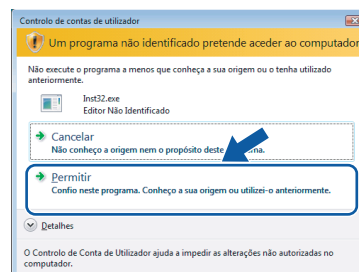 Controlo de contas de utilizador
Um programa não identificado pretende aceder ao computador
Não execute o programa a menos que conheça a sua origem ou o tenha utilizado
anteriormente.
Inst32.exe
Editor Não Identificado
Cancelar
Não conheço a origem nem o propósito deste
Permitir
Confio neste programa. Conheço a sua origem ou utilizei-o anteriormente.
Detalhes
O Controlo de Conta de Utilizador ajuda a impedir as alterações não autorizadas no
computador.